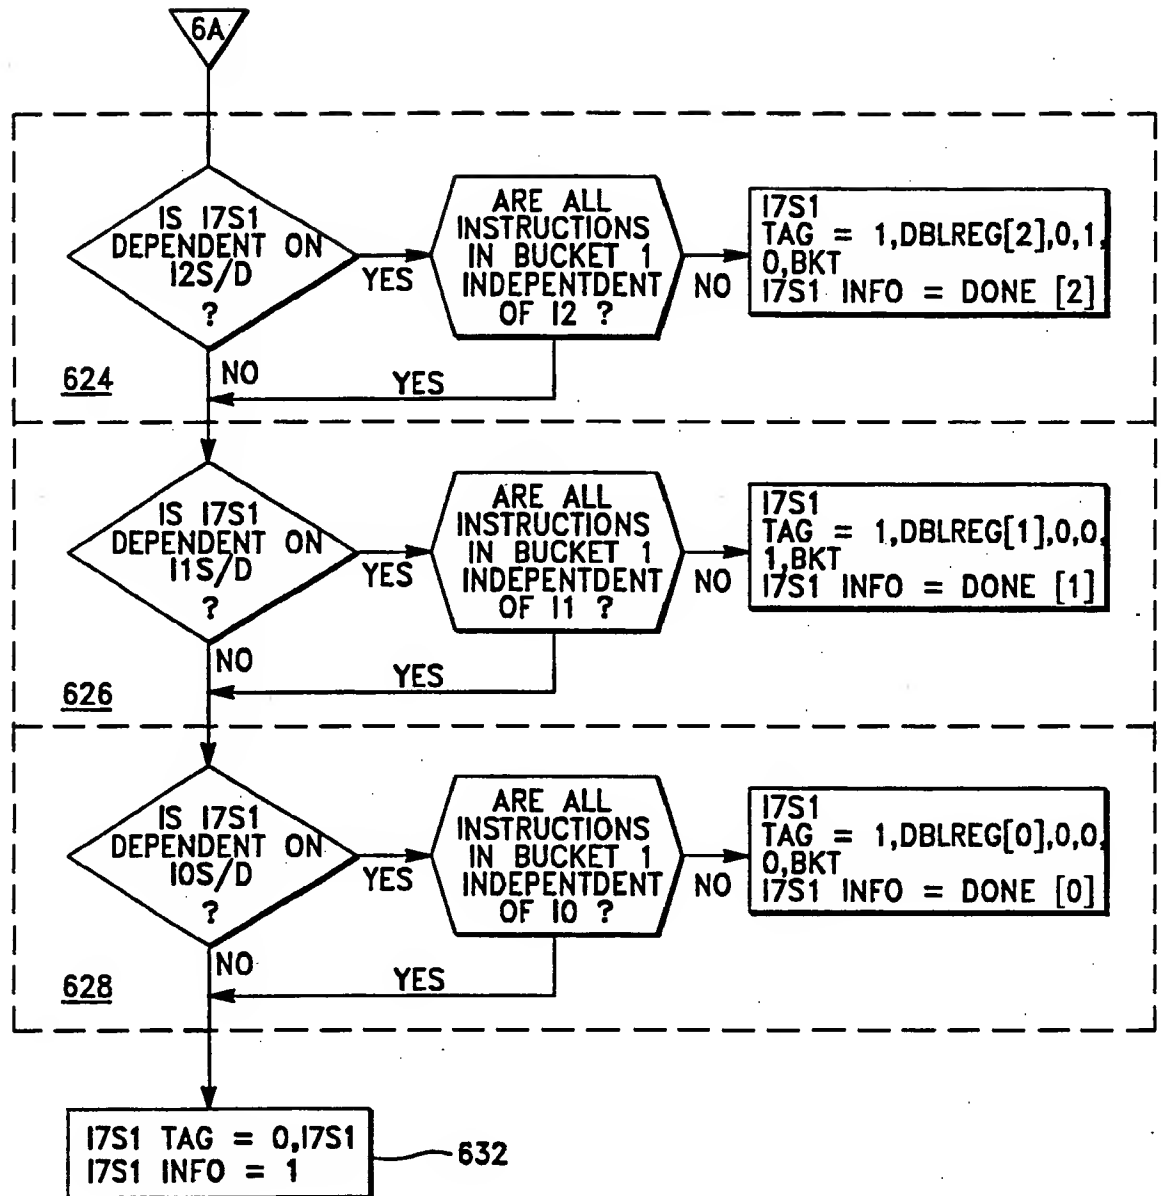 6A
IS I7S1
DEPENDENT ON
I2S/D
?
YES
ARE ALL
INSTRUCTIONS
IN BUCKET 1
INDEPENTDENT
OF I2 ?
NO
I7S1
TAG = 1,DBLREG[2],0,1,
0,BKT
I7S1 INFO = DONE [2]
NO
YES
624
IS I7S1
DEPENDENT ON
I1S/D
?
YES
ARE ALL
INSTRUCTIONS
IN BUCKET 1
INDEPENTDENT
OF I1 ?
NO
I7S1
TAG = 1,DBLREG[1],0,0,
1,BKT
I7S1 INFO = DONE [1]
NO
YES
626
IS I7S1
DEPENDENT ON
I0S/D
?
YES
ARE ALL
INSTRUCTIONS
IN BUCKET 1
INDEPENTDENT
OF I0 ?
NO
I7S1
TAG = 1,DBLREG[0],0,0,
0,BKT
I7S1 INFO = DONE [0]
NO
YES
628
I7S1 TAG = 0,I7S1
I7S1 INFO = 1
632